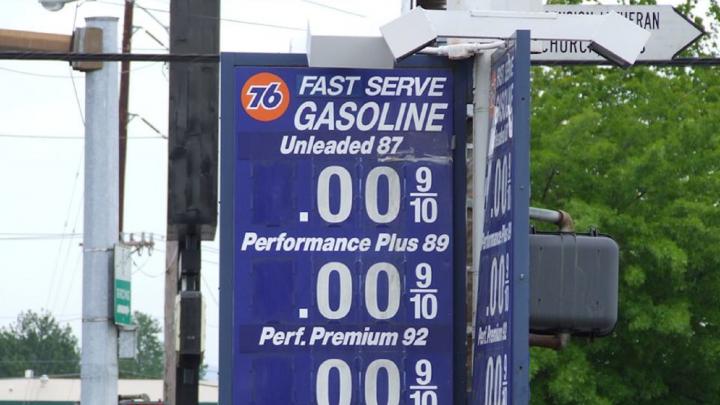 LUTHERAN
CHURCH
76
FAST SERVE
GASOLINE
Unleaded 87
.00 9/10
Performance Plus 89
.00 9/10
Perf. Premium 92
00 9/10